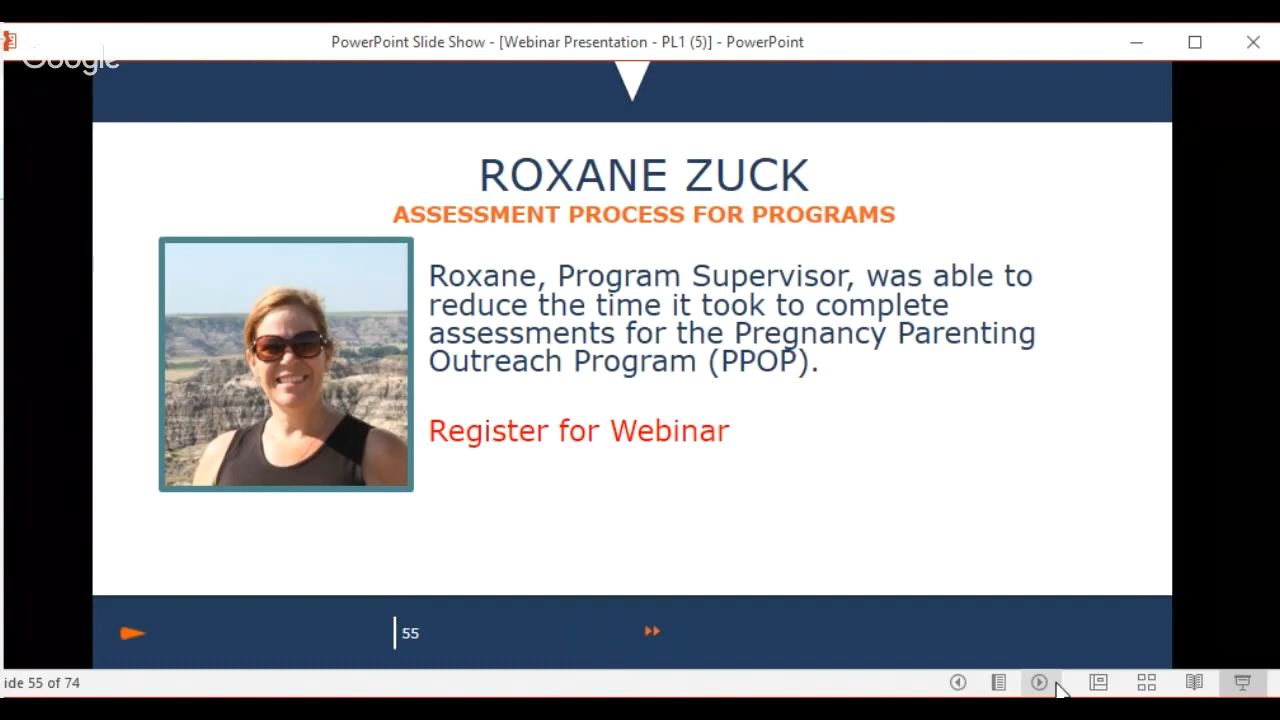 PowerPoint Slide Show - [Webinar Presentation - PL1 (5)] - PowerPoint
Google
ROXANE ZUCK
ASSESSMENT PROCESS FOR PROGRAMS
Roxane, Program Supervisor, was able to
reduce the time it took to complete
assessments for the Pregnancy Parenting
Outreach Program (PPOP).
Register for Webinar
55
ide 55 of 74